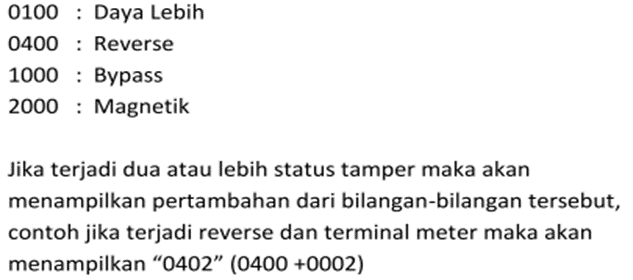 0100 : Daya Lebih
0400 : Reverse
1000 : Bypass
2000 : Magnetik
Jika terjadi dua atau lebih status tamper maka akan
menampilkan pertambahan dari bilangan-bilangan tersebut,
contoh jika terjadi reverse dan terminal meter maka akan
menampilkan “0402” (0400 +0002)